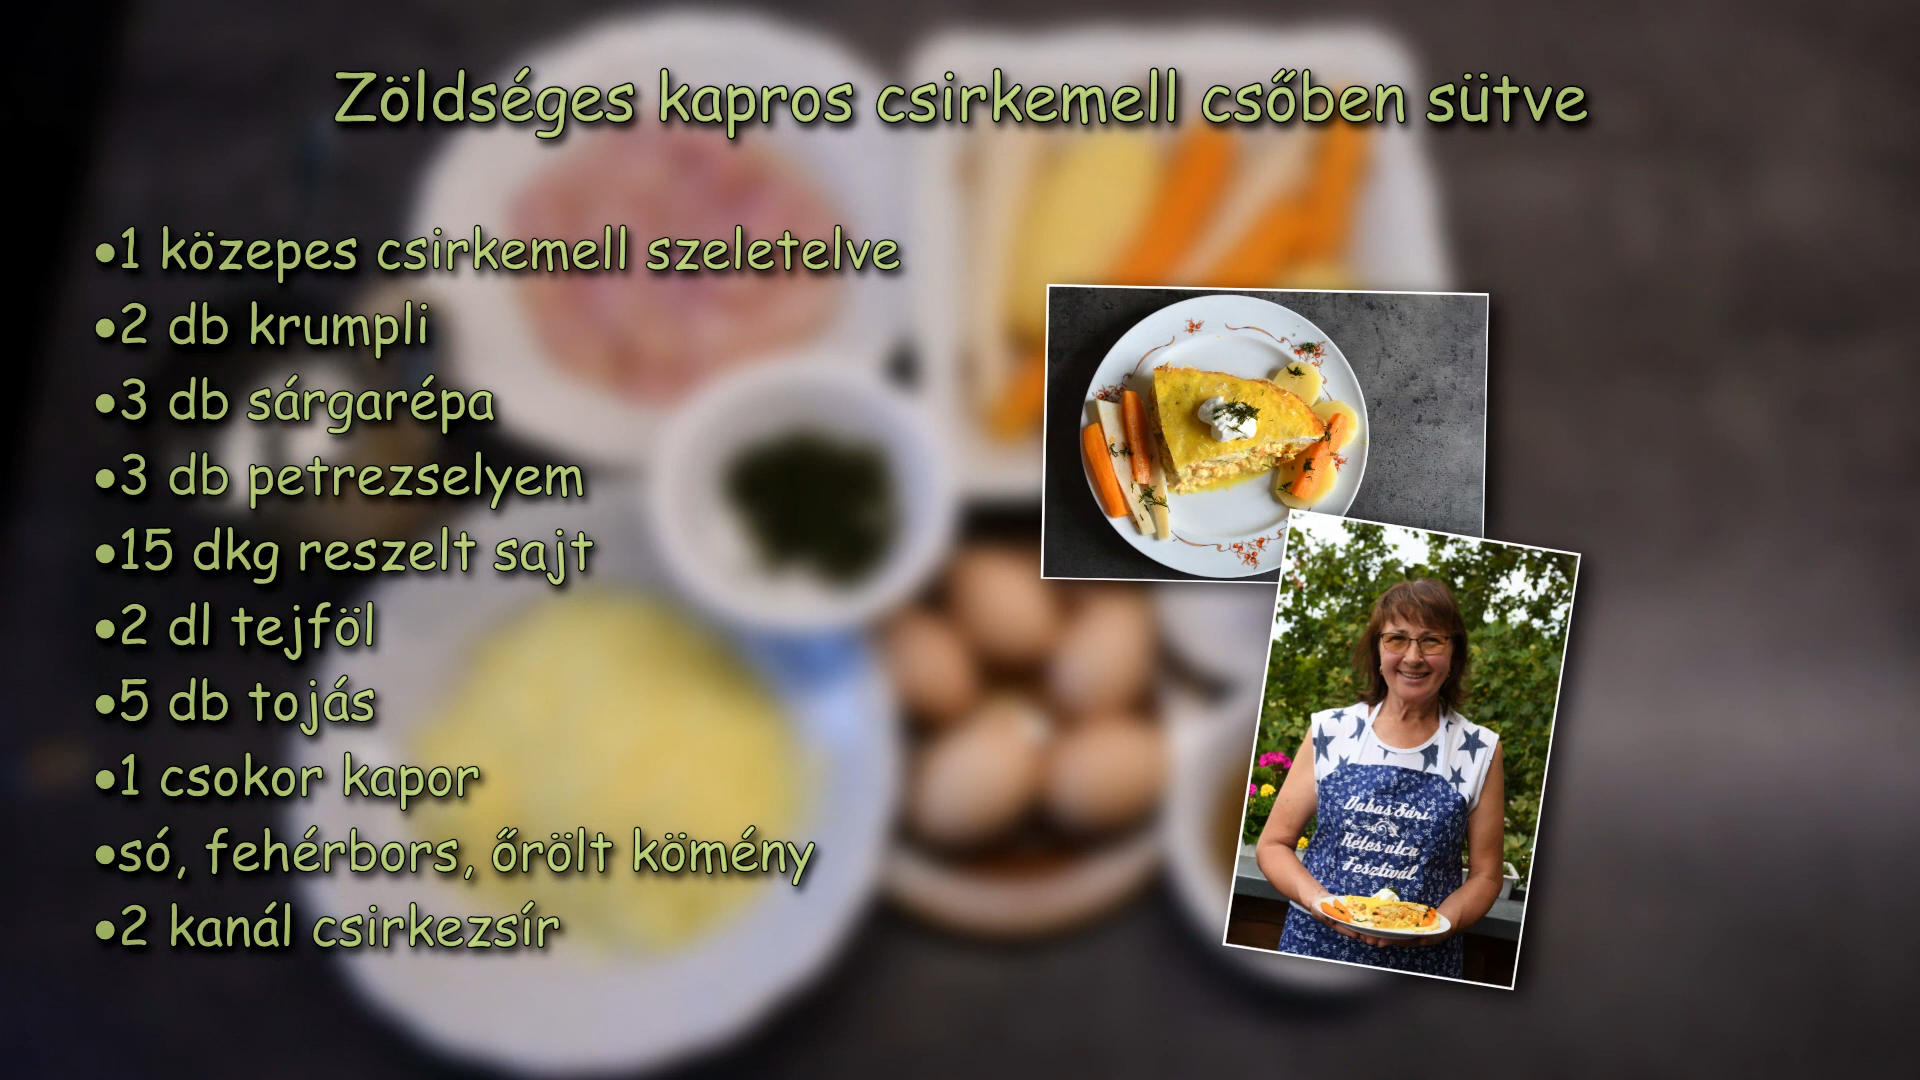 Zöldséges kapros csirkemell csőben sütve
•1 közepes csirkemell szeletelve
•2 db krumpli
•3 db sárgarépa
•3 db petrezselyem
•15 dkg reszelt sajt
•2 dl tejföl
•5 db tojás
•1 csokor kapor
•só, fehérbors, őrölt kömény
•2 kanál csirkezsír
Dabas-Sári
Rétes utca
Fesztivál